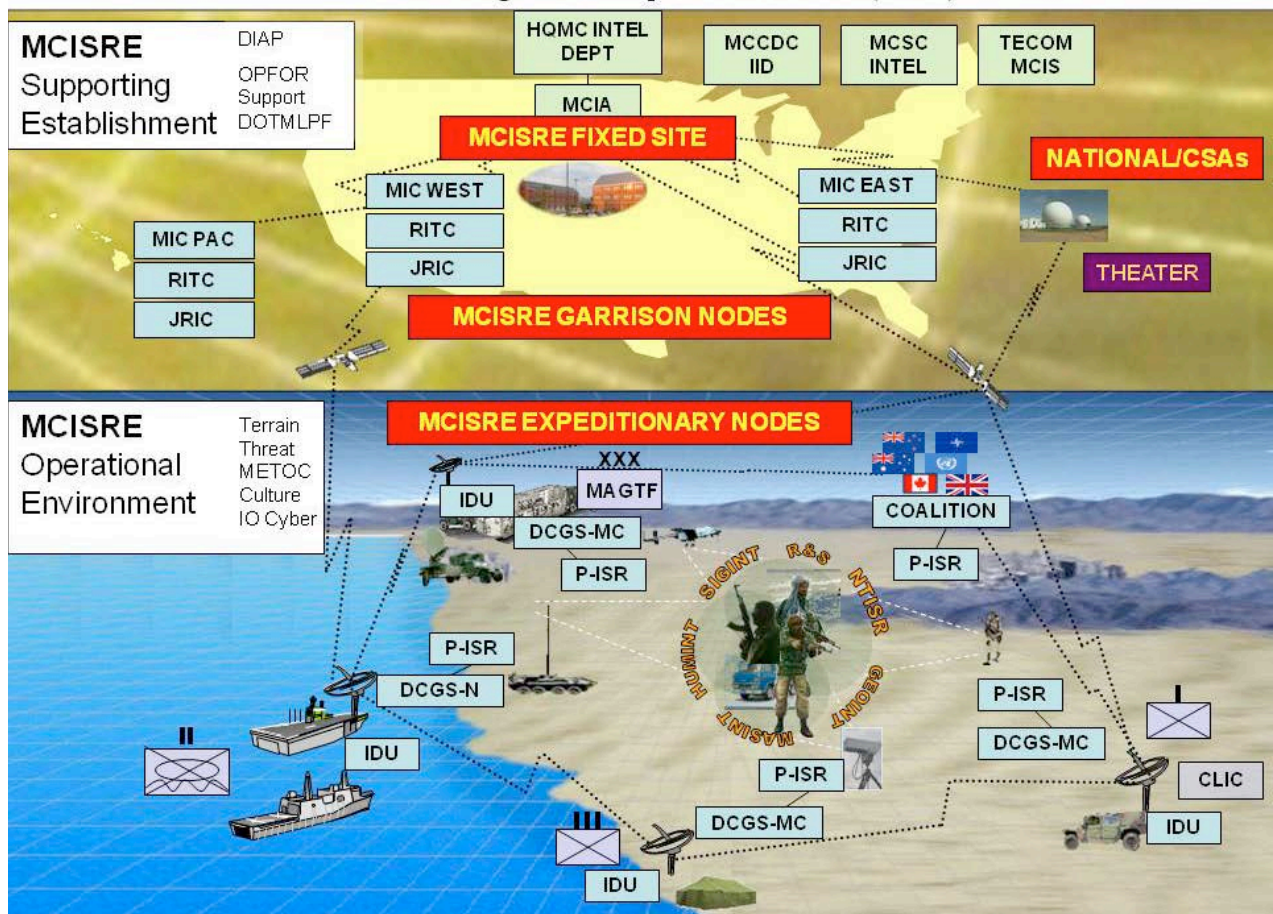 MCISRE
Supporting
Establishment
DIAP
OPFOR
Support
DOTMLPF
HQMC INTEL
DEPT
MCCDC
IID
MCSC
INTEL
TECOM
MCIS
MCIA
MCISRE FIXED SITE
NATIONAL/CSAs
MIC WEST
RITC
JRIC
MIC EAST
RITC
JRIC
MIC PAC
RITC
JRIC
THEATER
MCISRE GARRISON NODES
MCISRE
Operational
Environment
Terrain
Threat
METOC
Culture
IO Cyber
MCISRE EXPEDITIONARY NODES
XXX
MAGTF
IDU
DCGS-MC
P-ISR
COALITION
P-ISR
SIGINT
R&S
NTISR
GEOINT
MASINT
HUMINT
P-ISR
DCGS-N
IDU
II
P-ISR
DCGS-MC
I
CLIC
IDU
P-ISR
DCGS-MC
III
IDU